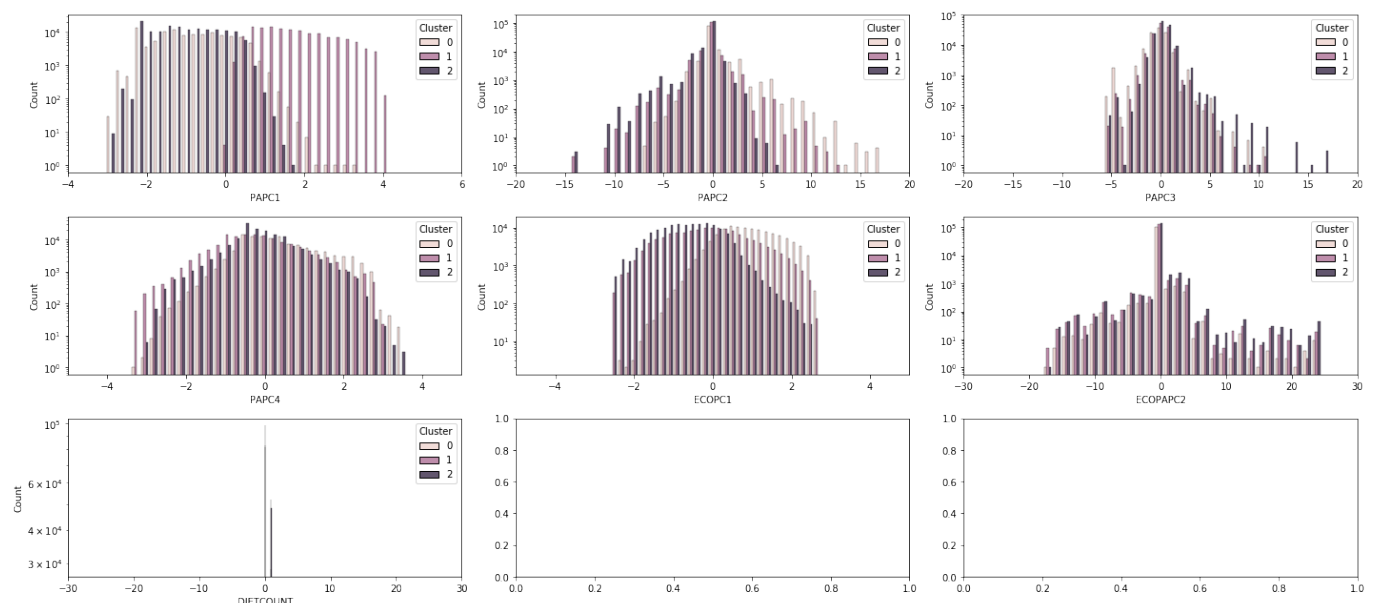 Cluster
0
1
2
Count
10⁴
10³
10²
10¹
10⁰
−4 −2 0 2 4 6
PAPC1
Cluster
0
1
2
Count
10⁵
10⁴
10³
10²
10¹
10⁰
−20 −15 −10 −5 0 5 10 15 20
PAPC2
Cluster
0
1
2
Count
10⁵
10⁴
10³
10²
10¹
10⁰
−20 −15 −10 −5 0 5 10 15 20
PAPC3
Cluster
0
1
2
Count
10⁴
10³
10²
10¹
10⁰
−4 −2 0 2 4
PAPC4
Cluster
0
1
2
Count
10⁴
10³
10²
10¹
−4 −2 0 2 4
ECOPC1
Cluster
0
1
2
Count
10⁵
10⁴
10³
10²
10¹
10⁰
−30 −20 −10 0 10 20 30
ECOPAPC2
Cluster
0
1
2
Count
10⁵
6 × 10⁴
4 × 10⁴
3 × 10⁴
−30 −20 −10 0 10 20 30
DIETCOUNT
1.0
0.8
0.6
0.4
0.2
0.0
0.0 0.2 0.4 0.6 0.8 1.0
1.0
0.8
0.6
0.4
0.2
0.0
0.0 0.2 0.4 0.6 0.8 1.0